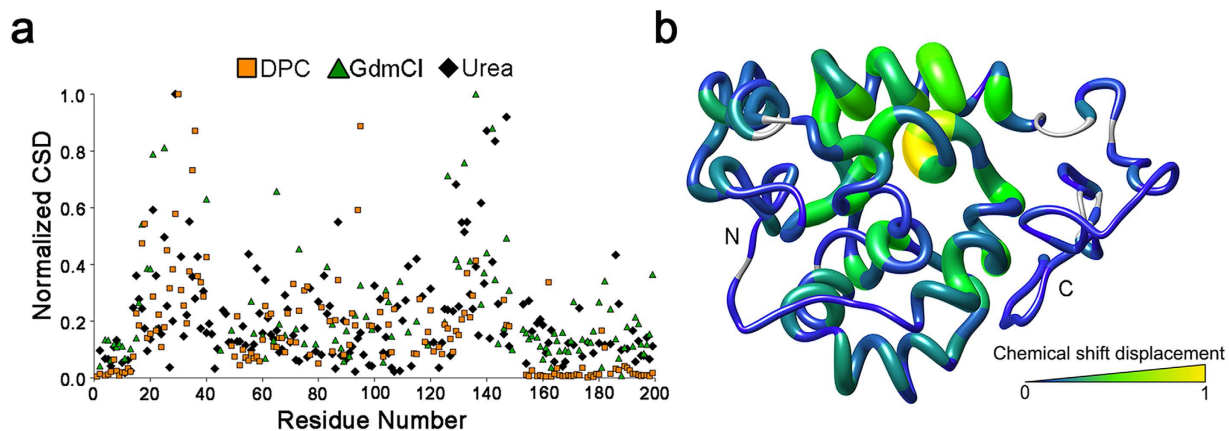 a
DPC GdmCl Urea
Normalized CSD
1.0
0.8
0.6
0.4
0.2
0.0
0 20 40 60 80 100 120 140 160 180 200
Residue Number
b
N
C
Chemical shift displacement
0 1